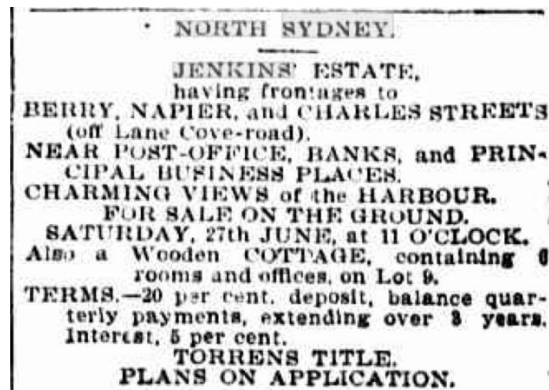 NORTH SYDNEY.
JENKINS' ESTATE,
having frontages to
BERRY, NAPIER, and CHARLES STREETS
(off Lane Cove-road).
NEAR POST-OFFICE, BANKS, and PRIN-
CIPAL BUSINESS PLACES.
CHARMING VIEWS of the HARBOUR.
FOR SALE ON THE GROUND.
SATURDAY, 27th JUNE, at 11 O'CLOCK.
Also a Wooden COTTAGE, containing 6
rooms and offices, on Lot 9.
TERMS.—20 per cent. deposit, balance quar-
terly payments, extending over 3 years.
Interest, 5 per cent.
TORRENS TITLE.
PLANS ON APPLICATION.